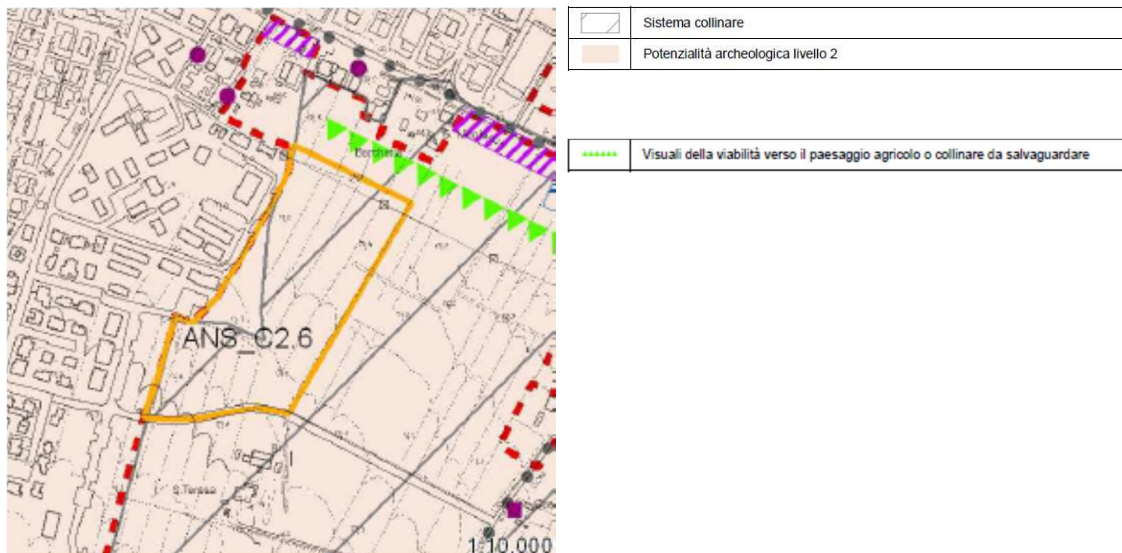 Sistema collinare
Potenzialità archeologica livello 2
Visuali della viabilità verso il paesaggio agricolo o collinare da salvaguardare
ANS_C2.6
S.Teresa
1:10.000